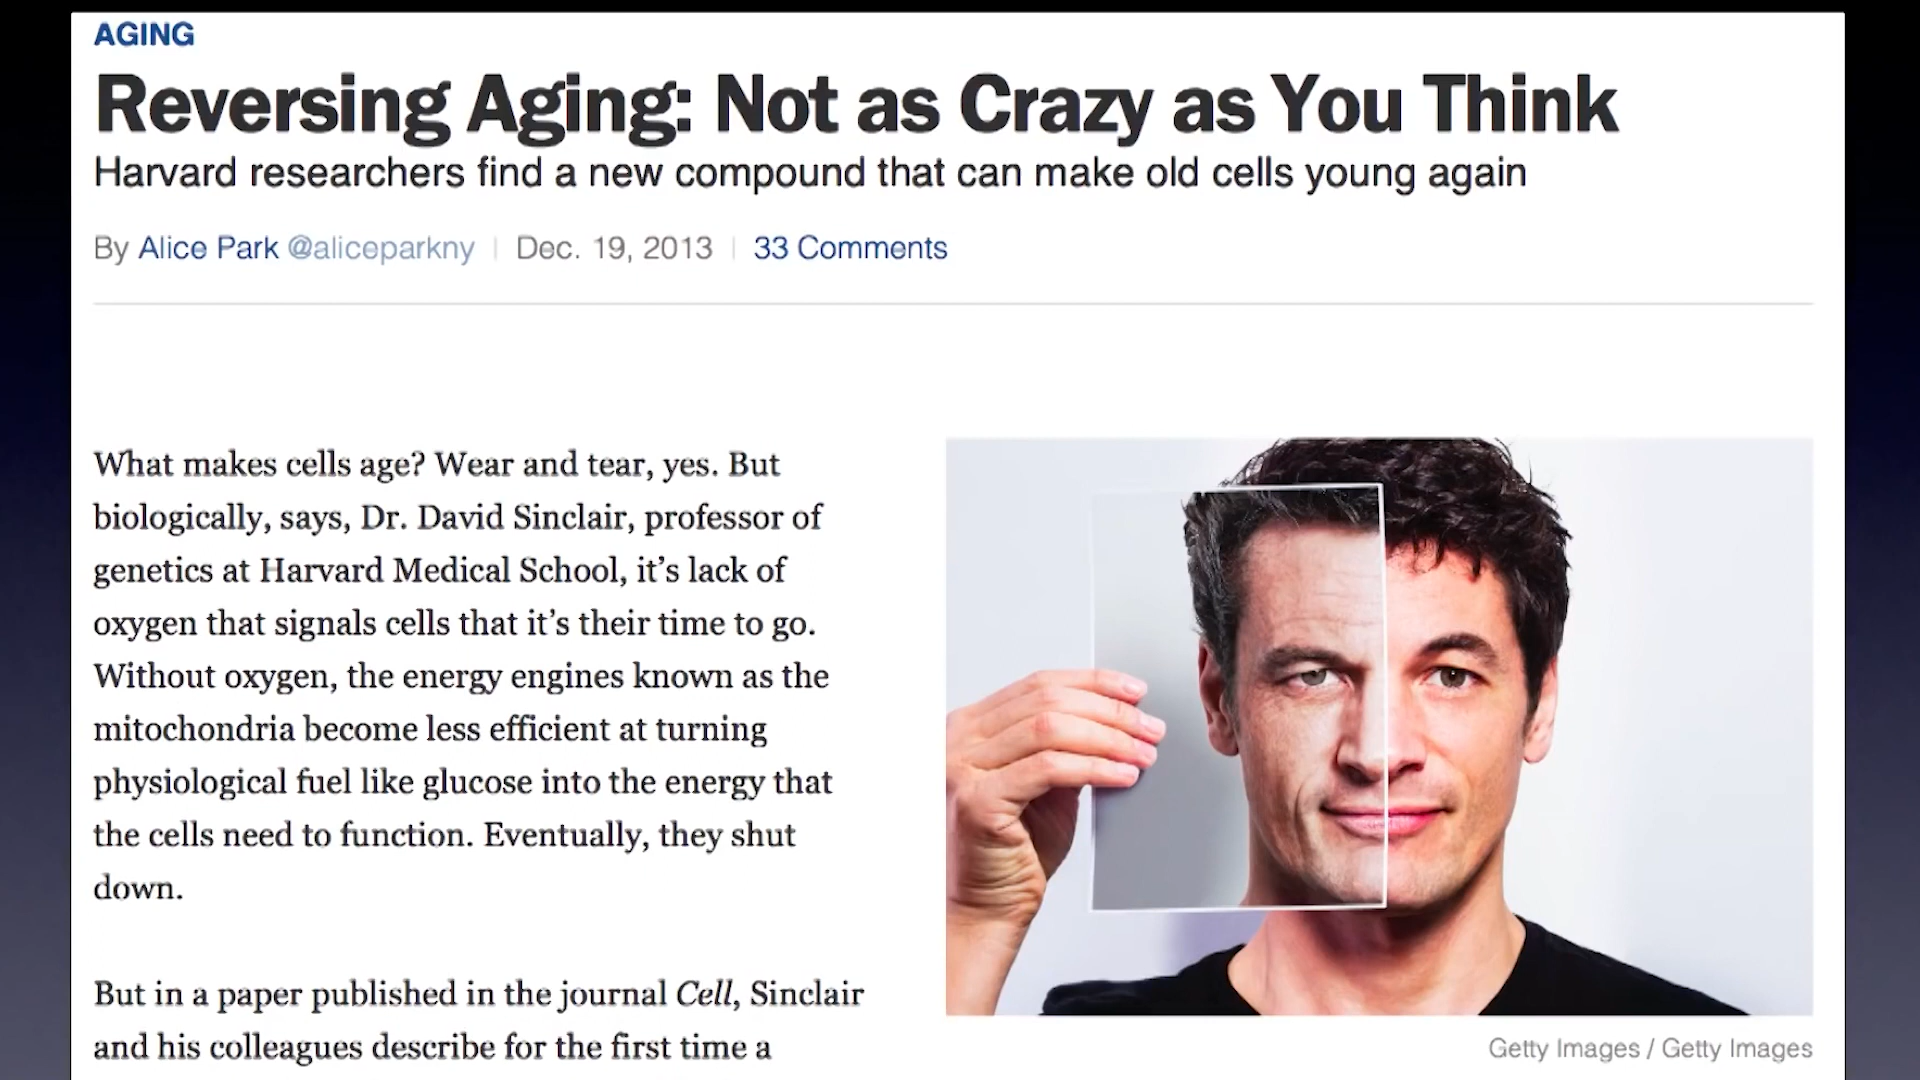 AGING
Reversing Aging: Not as Crazy as You Think
Harvard researchers find a new compound that can make old cells young again
By Alice Park @aliceparkny | Dec. 19, 2013 | 33 Comments
What makes cells age? Wear and tear, yes. But
biologically, says, Dr. David Sinclair, professor of
genetics at Harvard Medical School, it’s lack of
oxygen that signals cells that it’s their time to go.
Without oxygen, the energy engines known as the
mitochondria become less efficient at turning
physiological fuel like glucose into the energy that
the cells need to function. Eventually, they shut
down.
But in a paper published in the journal Cell, Sinclair
and his colleagues describe for the first time a
Getty Images / Getty Images